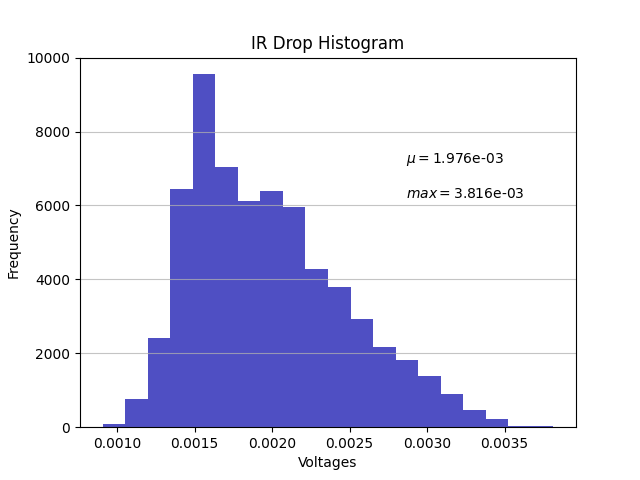 IR Drop Histogram
10000
8000
6000
4000
2000
0
Frequency
μ = 1.976e-03
max = 3.816e-03
0.0010 0.0015 0.0020 0.0025 0.0030 0.0035
Voltages